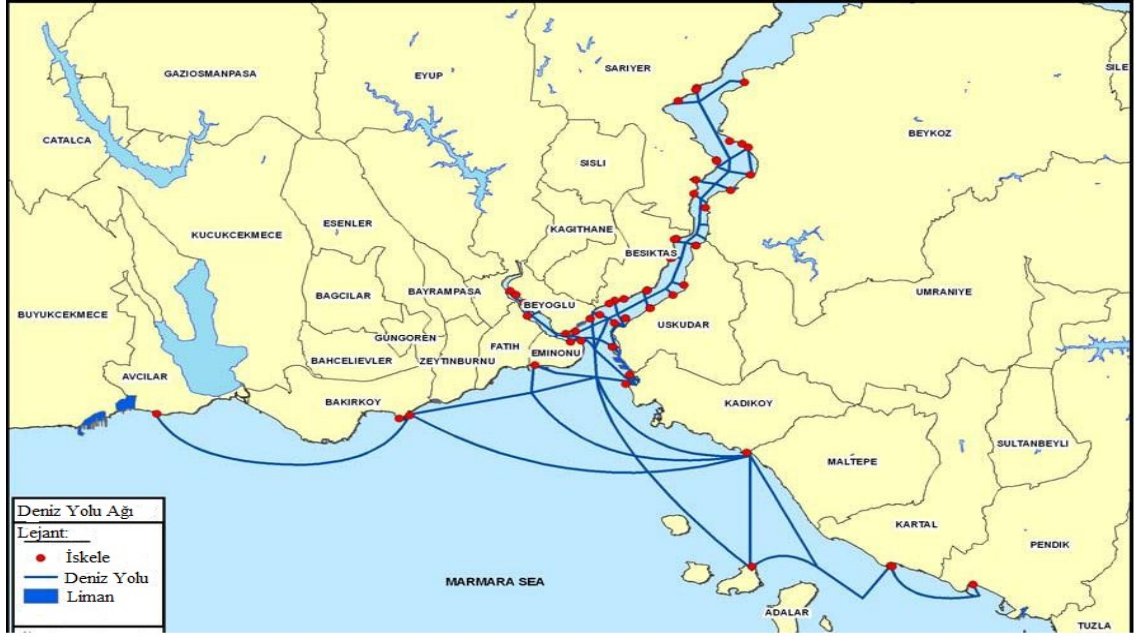 GAZIOSMANPASA
EYUP
SARIYER
SILE
CATALCA
BEYKOZ
SISLI
ESENLER
KAGITHANE
KUCUKCEKMECE
BESIKTAS
BAGCILAR
BAYRAMPASA
UMRANIYE
BEYOGLU
BUYUKCEKMECE
USKUDAR
GUNGOREN
FATIH
EMINONU
BAHCELIEVLER
ZEYTINBURNU
AVCILAR
KADIKOY
BAKIRKOY
SULTANBEYLI
MALTEPE
KARTAL
PENDIK
MARMARA SEA
ADALAR
TUZLA
Deniz Yolu Ağı
Lejant:
İskele
Deniz Yolu
Liman